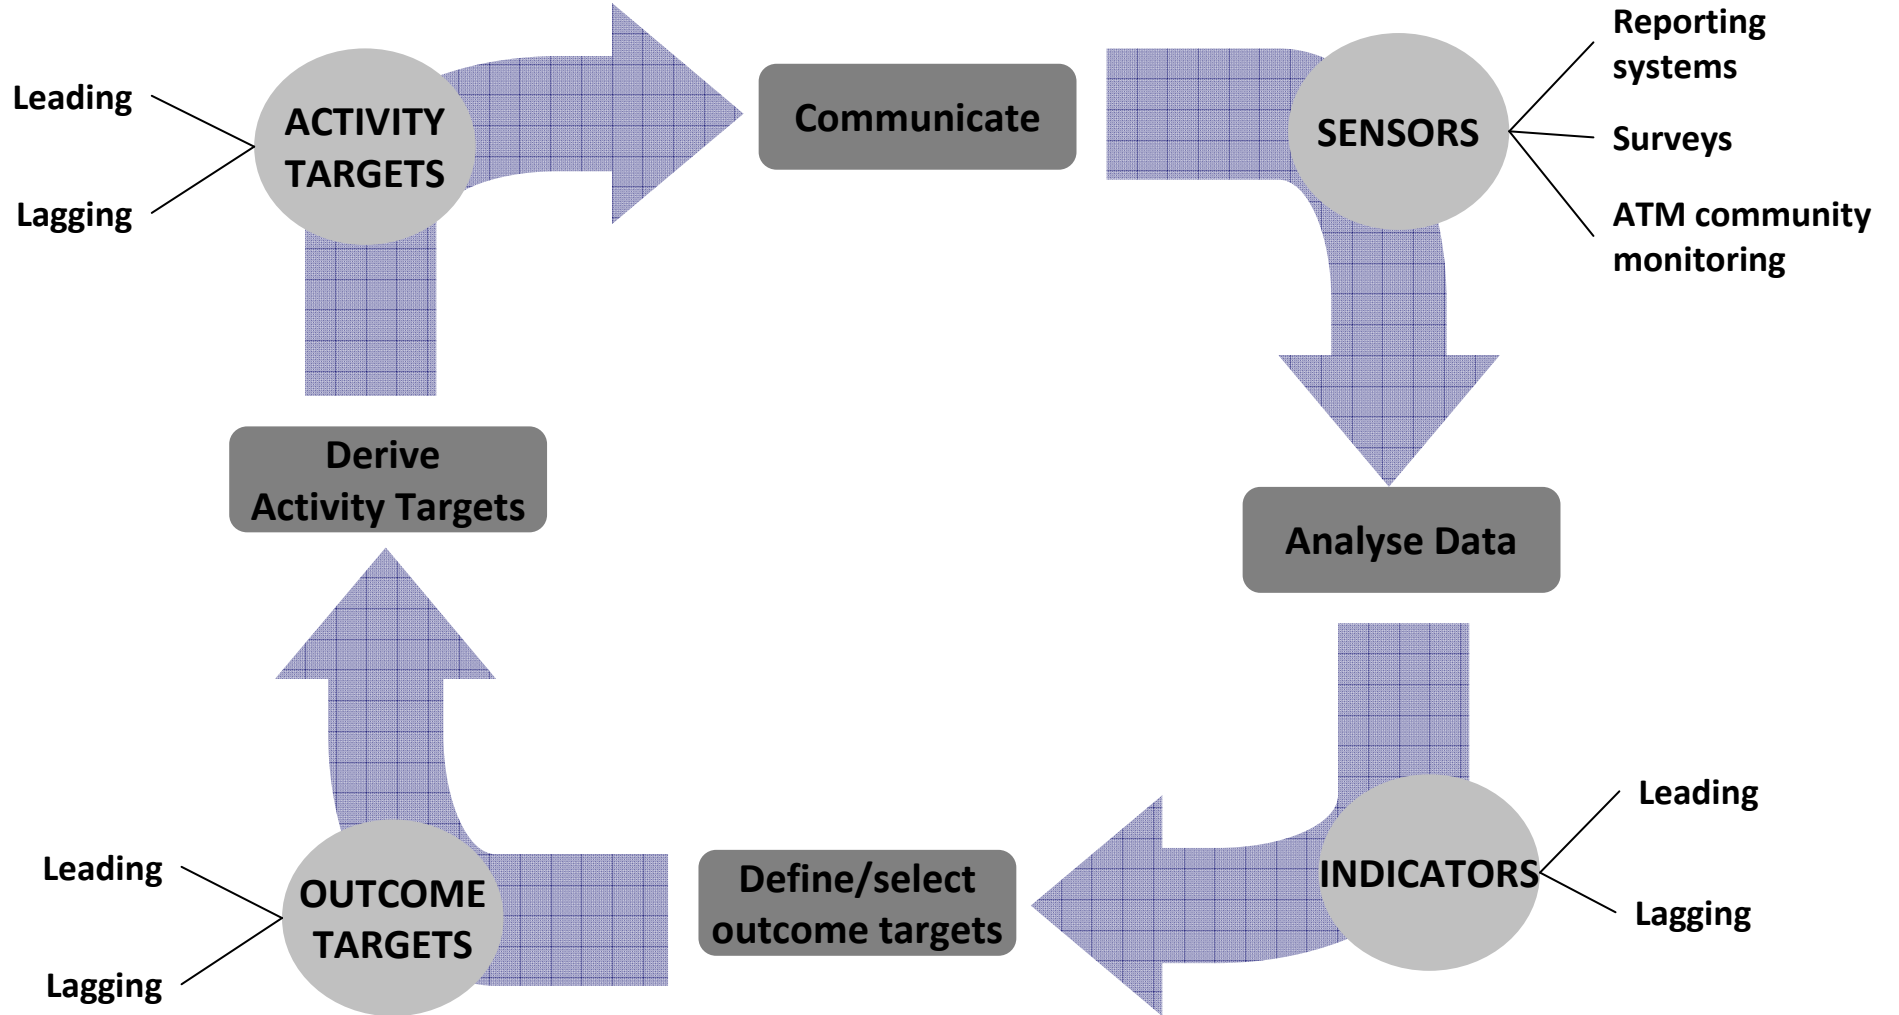 Leading
Lagging
ACTIVITY
TARGETS
Communicate
SENSORS
Reporting
systems
Surveys
ATM community
monitoring
Derive
Activity Targets
Analyse Data
Leading
Lagging
OUTCOME
TARGETS
Define/select
outcome targets
INDICATORS
Leading
Lagging